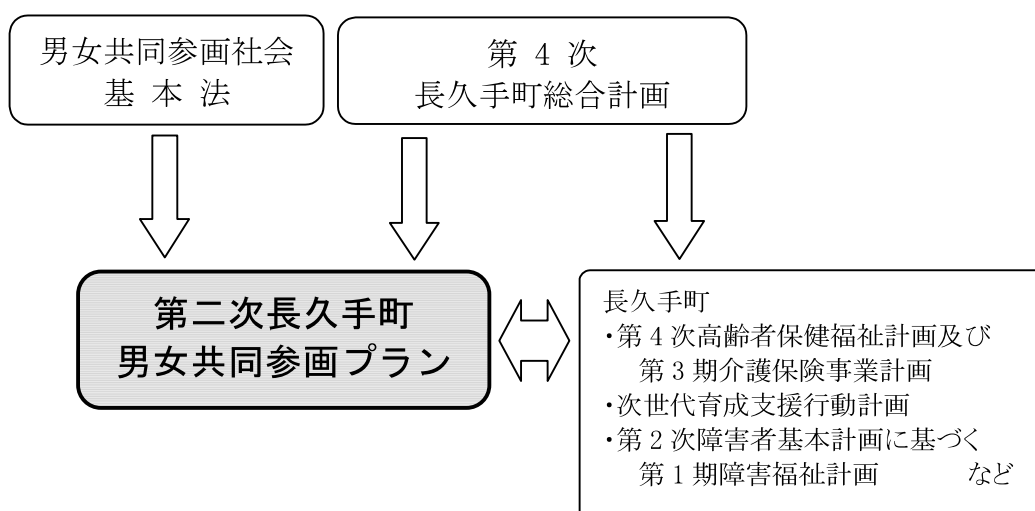 男女共同参画社会
基 本 法
第 4 次
長久手町総合計画
第二次長久手町
男女共同参画プラン
長久手町
・第４次高齢者保健福祉計画及び
第３期介護保険事業計画
・次世代育成支援行動計画
・第２次障害者基本計画に基づく
第１期障害福祉計画 など